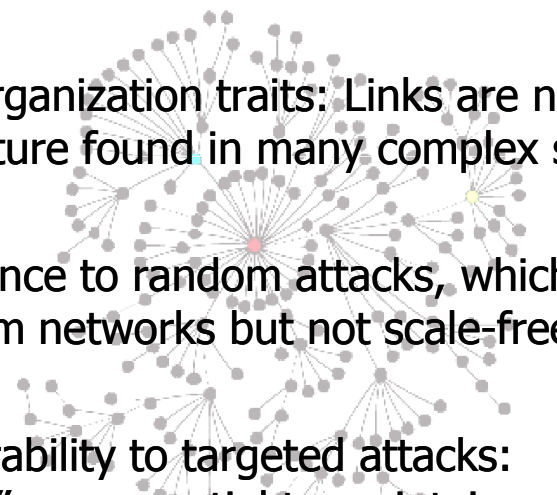 rganization traits: Links are n
ture found in many complex s
nce to random attacks, which
m networks but not scale-free
ability to targeted attacks: